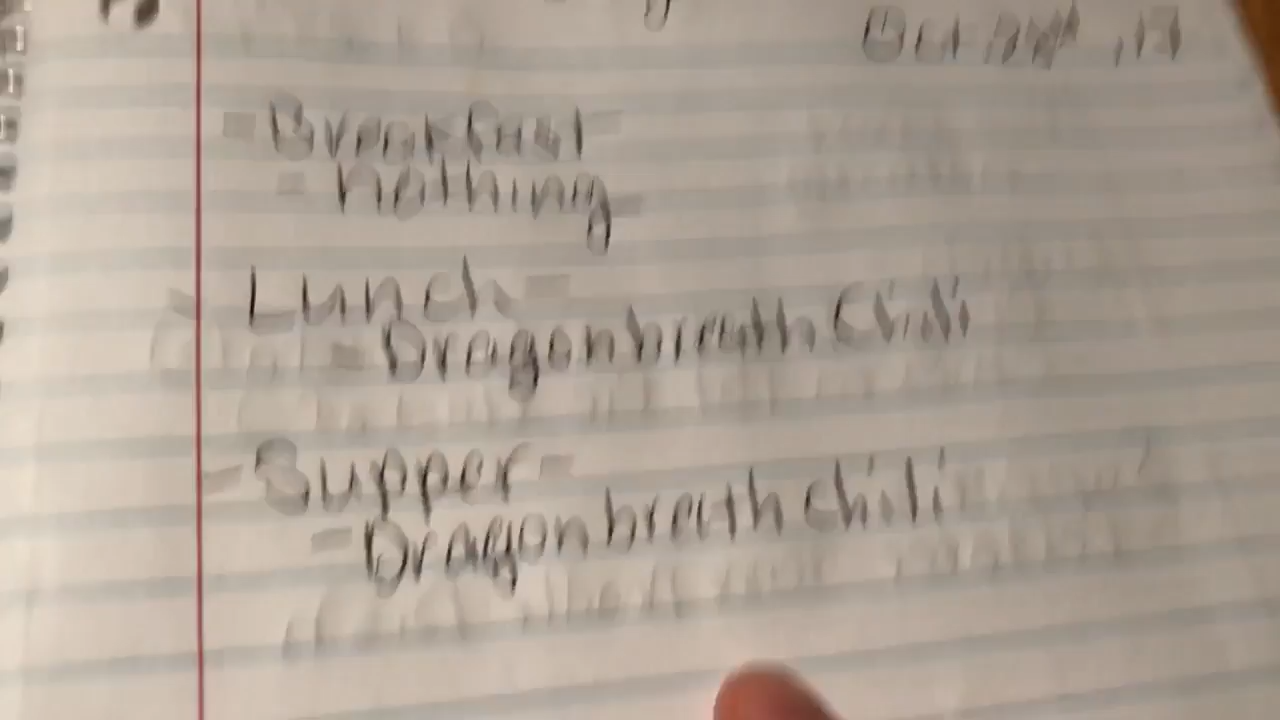 - Breakfast -
- nothing -
- Lunch -
- Dragonbreath Chili
- Supper -
- Dragonbreath chili